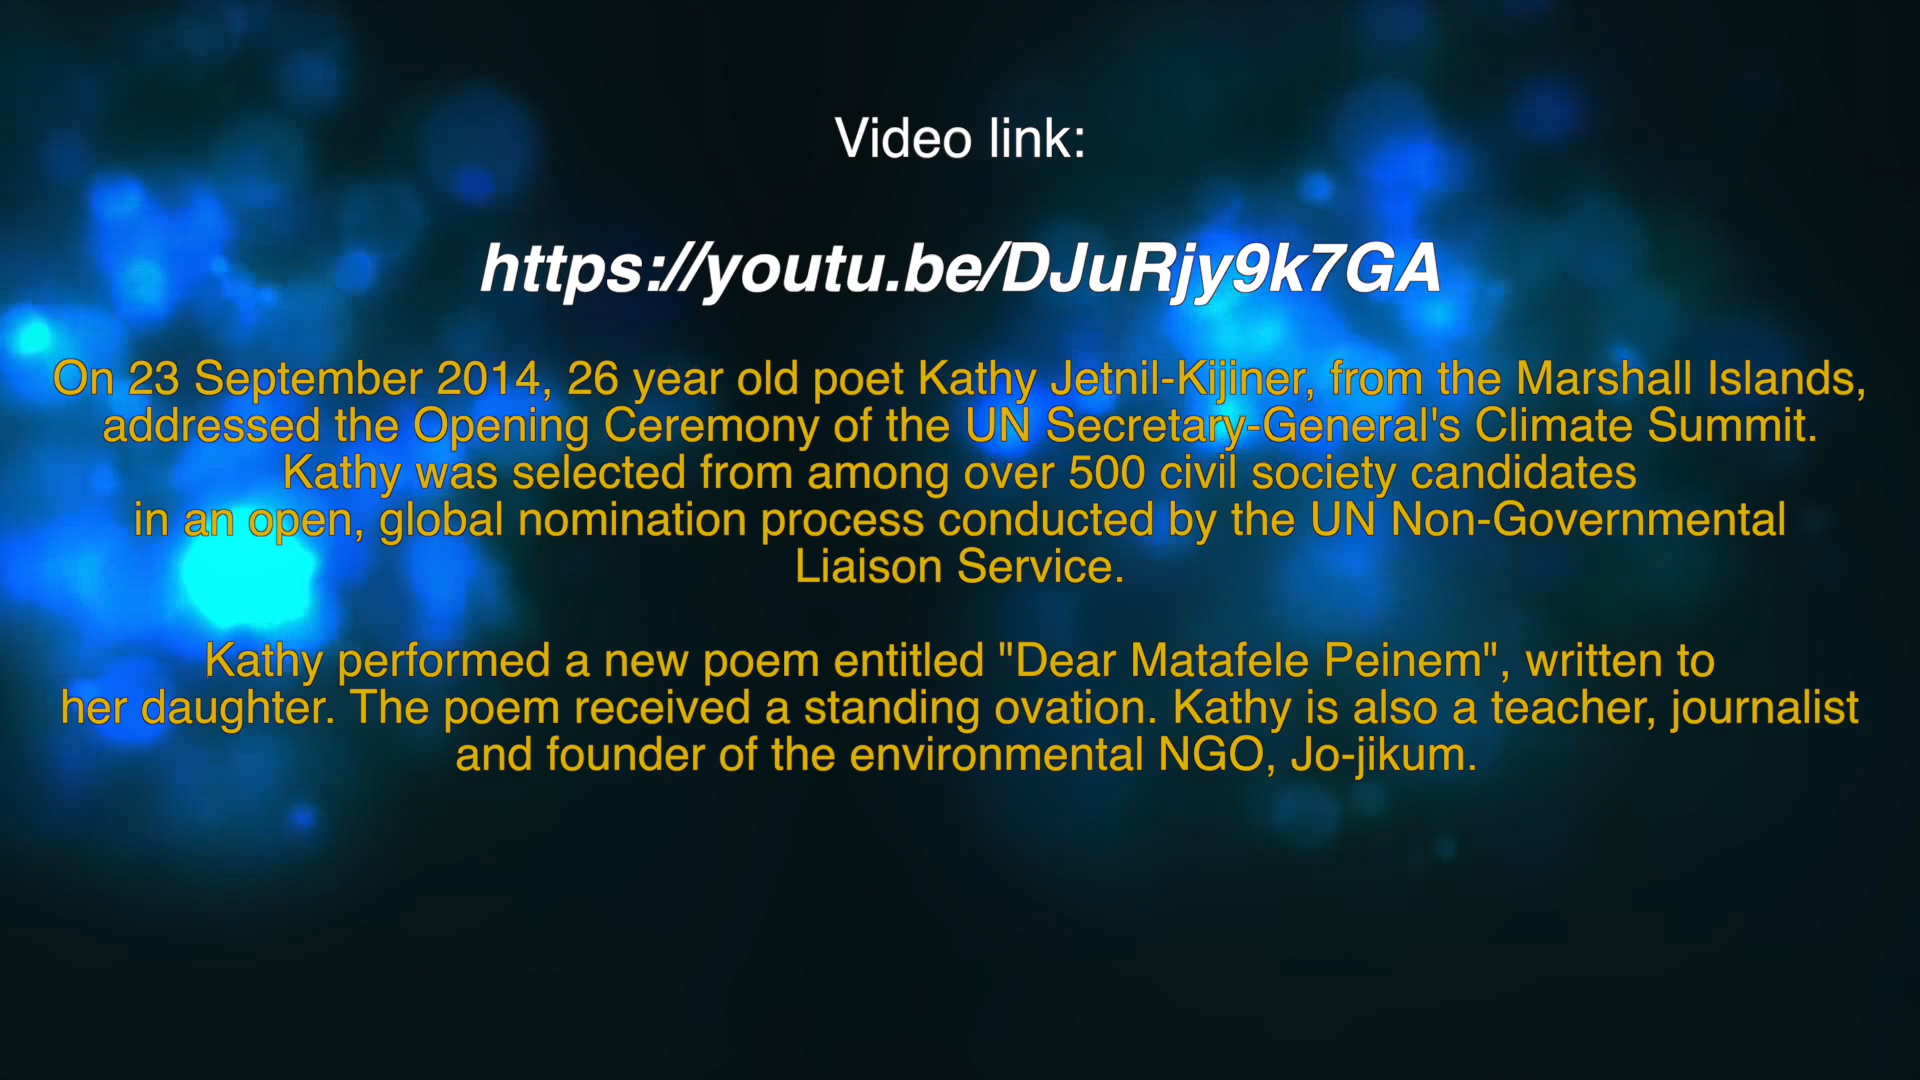 Video link:
https://youtu.be/DJuRjy9k7GA
On 23 September 2014, 26 year old poet Kathy Jetnil-Kijiner, from the Marshall Islands,
addressed the Opening Ceremony of the UN Secretary-General's Climate Summit.
Kathy was selected from among over 500 civil society candidates
in an open, global nomination process conducted by the UN Non-Governmental
Liaison Service.
Kathy performed a new poem entitled "Dear Matafele Peinem", written to
her daughter. The poem received a standing ovation. Kathy is also a teacher, journalist
and founder of the environmental NGO, Jo-jikum.